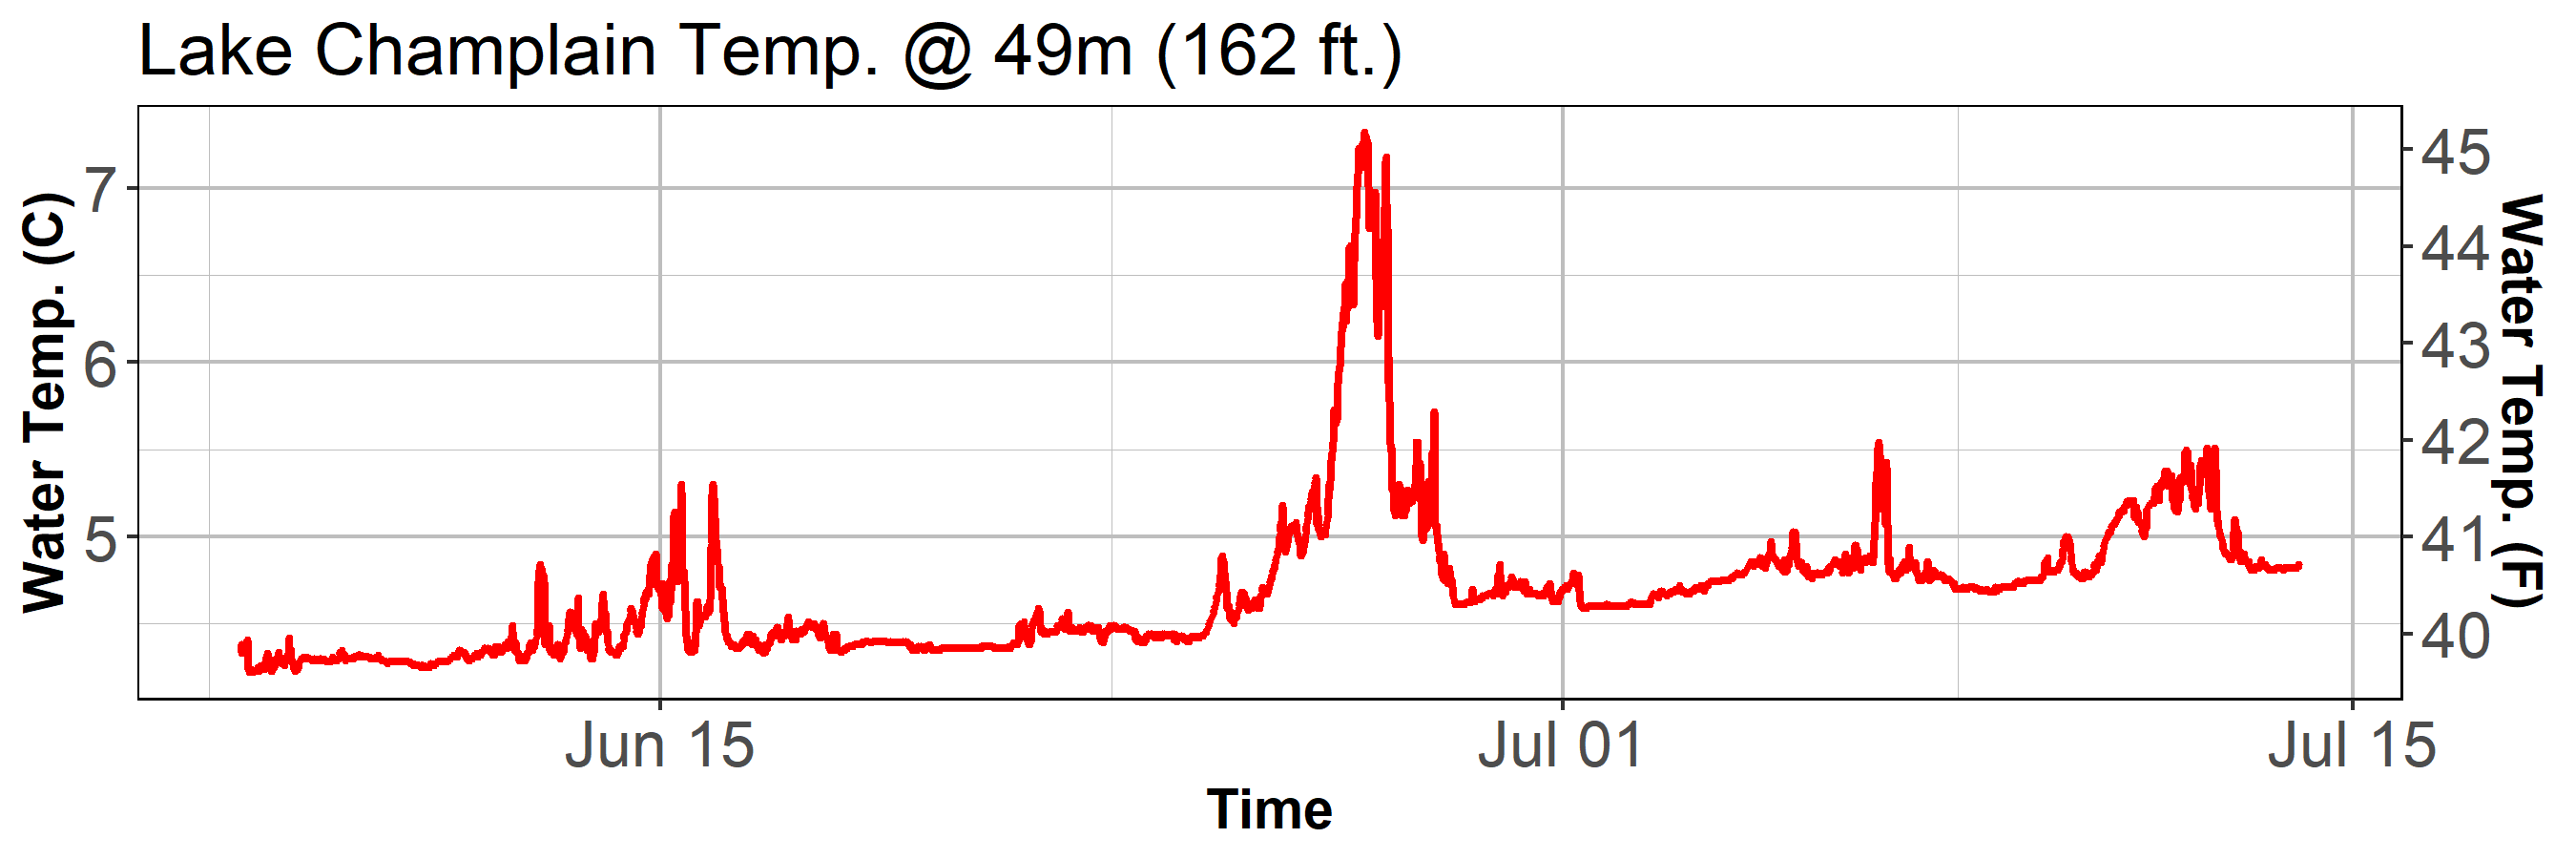 Lake Champlain Temp. @ 49m (162 ft.)
Water Temp. (C)
7
6
5
45
44
43
42
41
40
Water Temp. (F)
Jun 15
Jul 01
Jul 15
Time